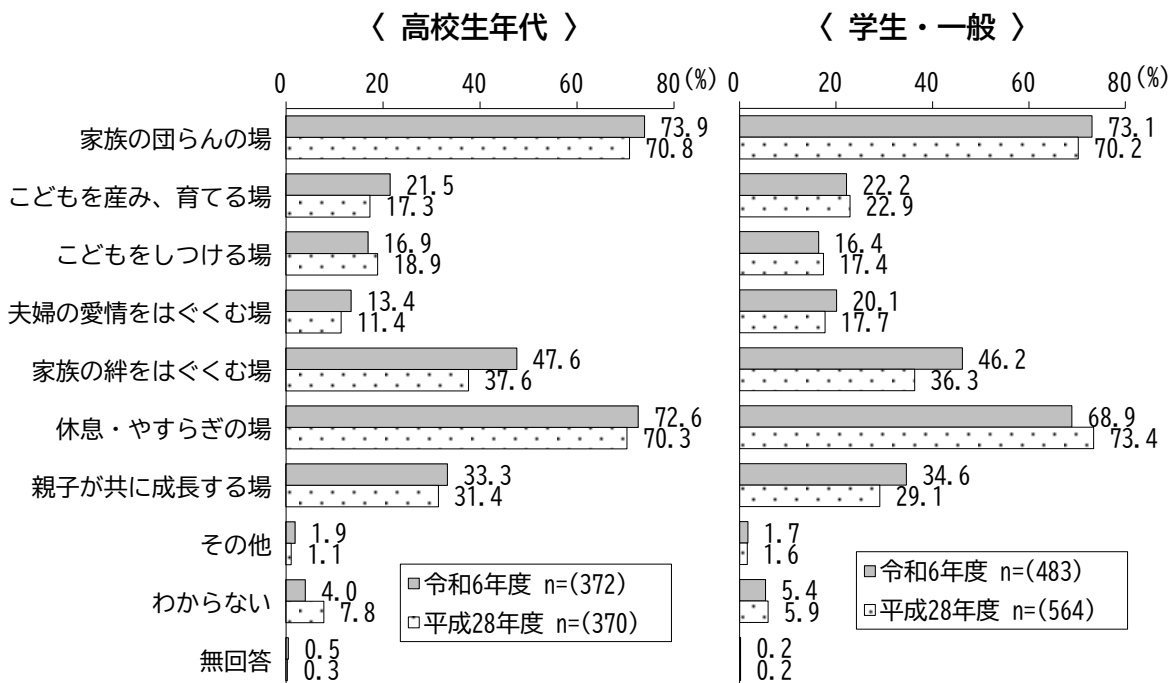 〈 高校生年代 〉 〈 学生・一般 〉
0 20 40 60 80(%) 0 20 40 60 80(%)
家族の団らんの場 73.9 73.1
70.8 70.2
こどもを産み、育てる場 21.5 22.2
17.3 22.9
こどもをしつける場 16.9 16.4
18.9 17.4
夫婦の愛情をはぐくむ場 13.4 20.1
11.4 17.7
家族の絆をはぐくむ場 47.6 46.2
37.6 36.3
休息・やすらぎの場 72.6 68.9
70.3 73.4
親子が共に成長する場 33.3 34.6
31.4 29.1
その他 1.9 1.7
1.1 1.6
わからない 4.0 5.4
7.8 5.9
無回答 0.5 0.2
0.3 0.2
令和6年度 n=(372)
平成28年度 n=(370)
令和6年度 n=(483)
平成28年度 n=(564)